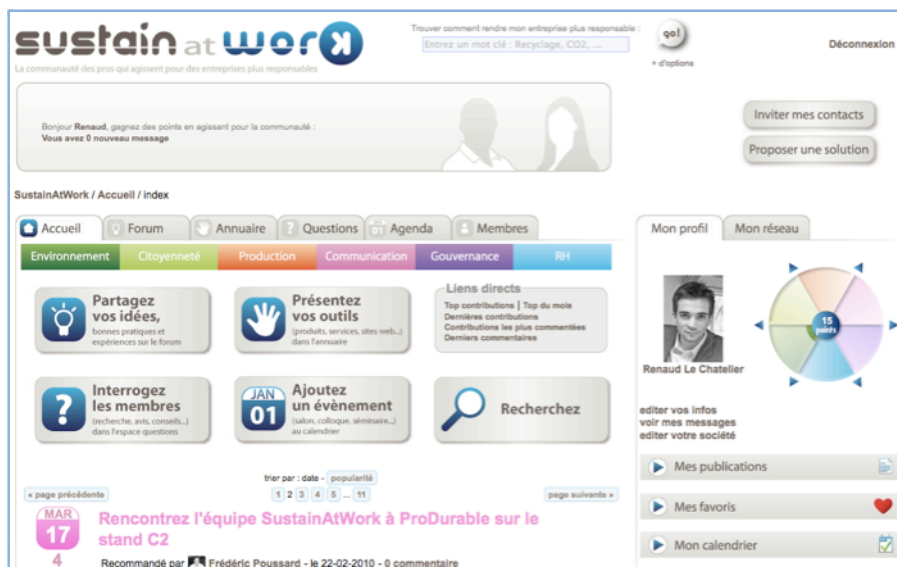 sustain at work
La communauté des pros qui agissent pour des entreprises plus responsables
Trouver comment rendre mon entreprise plus responsable :
Entrez un mot clé : Recyclage, CO2, ...
go!
+ d'options
Déconnexion
Bonjour Renaud, gagnez des points en agissant pour la communauté :
Vous avez 0 nouveau message
Inviter mes contacts
Proposer une solution
SustainAtWork / Accueil / index
Accueil
Forum
Annuaire
? Questions
01 Agenda
Membres
Environnement
Citoyenneté
Production
Communication
Gouvernance
RH
Partagez
vos idées,
bonnes pratiques et
expériences sur le forum
Présentez
vos outils
(produits, services, sites web...)
dans l'annuaire
Liens directs
Top contributions | Top du mois
Dernières contributions
Contributions les plus commentées
Derniers commentaires
?
Interrogez
les membres
(recherche, avis, conseils...)
dans l'espace questions
JAN
01
Ajoutez
un évènement
(salon, colloque, séminaire...)
au calendrier
Recherchez
trier par : date - popularité
« page précédente
1 2 3 4 5 ... 11
page suivante »
MAR
17
4
Rencontrez l'équipe SustainAtWork à ProDurable sur le
stand C2
Recommandé par Frédéric Poussard - le 22-02-2010 - 0 commentaire
Mon profil
Mon réseau
15
points
Renaud Le Chatelier
editer vos infos
voir mes messages
editer votre société
Mes publications
Mes favoris
Mon calendrier